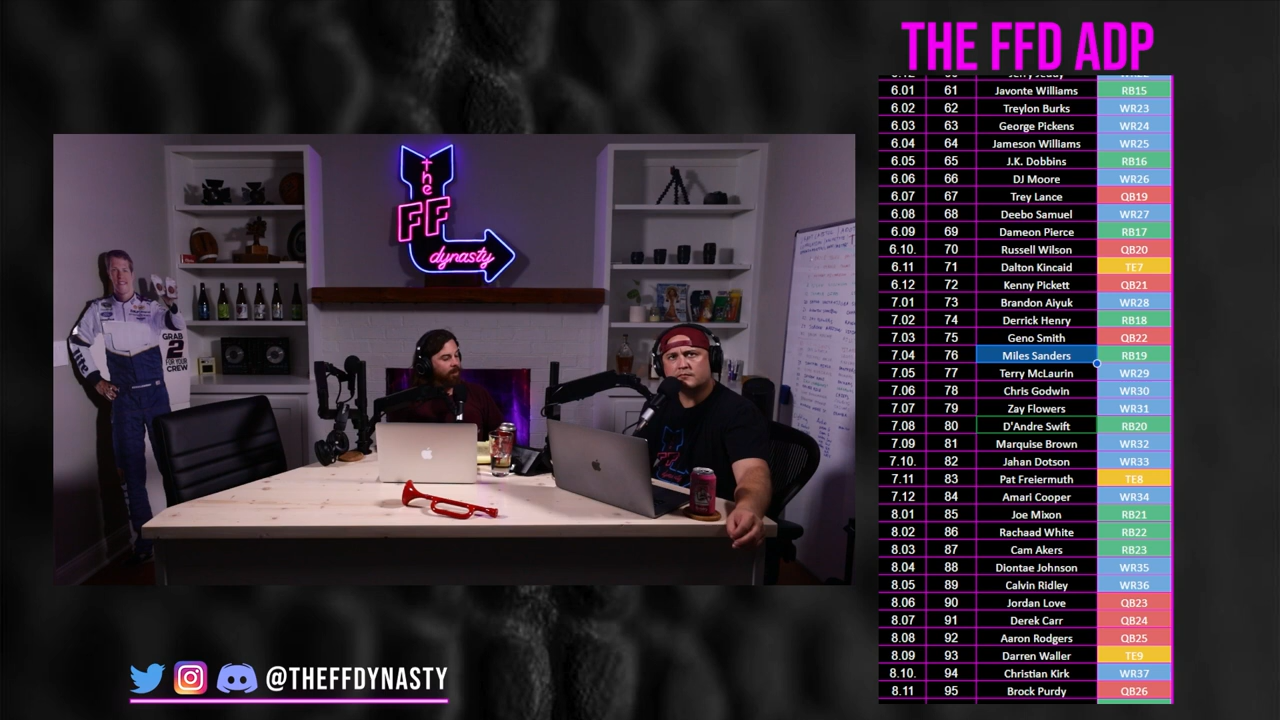 THE FFD ADP
6.01 61 Javonte Williams RB15
6.02 62 Treylon Burks WR23
6.03 63 George Pickens WR24
6.04 64 Jameson Williams WR25
6.05 65 J.K. Dobbins RB16
6.06 66 DJ Moore WR26
6.07 67 Trey Lance QB19
6.08 68 Deebo Samuel WR27
6.09 69 Dameon Pierce RB17
6.10. 70 Russell Wilson QB20
6.11 71 Dalton Kincaid TE7
6.12 72 Kenny Pickett QB21
7.01 73 Brandon Aiyuk WR28
7.02 74 Derrick Henry RB18
7.03 75 Geno Smith QB22
7.04 76 Miles Sanders RB19
7.05 77 Terry McLaurin WR29
7.06 78 Chris Godwin WR30
7.07 79 Zay Flowers WR31
7.08 80 D'Andre Swift RB20
7.09 81 Marquise Brown WR32
7.10. 82 Jahan Dotson WR33
7.11 83 Pat Freiermuth TE8
7.12 84 Amari Cooper WR34
8.01 85 Joe Mixon RB21
8.02 86 Rachaad White RB22
8.03 87 Cam Akers RB23
8.04 88 Diontae Johnson WR35
8.05 89 Calvin Ridley WR36
8.06 90 Jordan Love QB23
8.07 91 Derek Carr QB24
8.08 92 Aaron Rodgers QB25
8.09 93 Darren Waller TE9
8.10. 94 Christian Kirk WR37
8.11 95 Brock Purdy QB26
the
FF
dynasty
GRAB
2
FOR YOUR
CREW
@THEFFDYNASTY